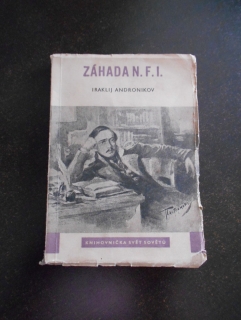 ZÁHADA N. F. I.
IRAKLIJ ANDRONIKOV
KNIHOVNIČKA SVĚT SOVĚTŮ